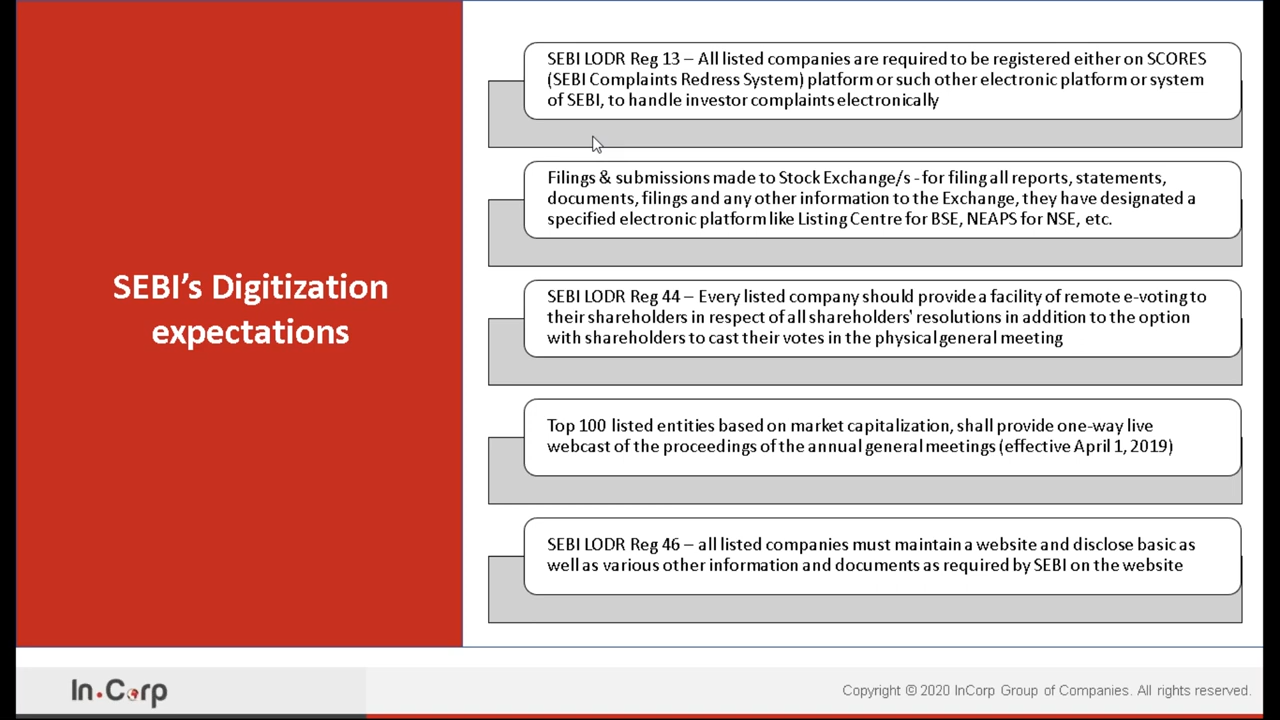 SEBI's Digitization
expectations
SEBI LODR Reg 13 – All listed companies are required to be registered either on SCORES
(SEBI Complaints Redress System) platform or such other electronic platform or system
of SEBI, to handle investor complaints electronically
Filings & submissions made to Stock Exchange/s - for filing all reports, statements,
documents, filings and any other information to the Exchange, they have designated a
specified electronic platform like Listing Centre for BSE, NEAPS for NSE, etc.
SEBI LODR Reg 44 – Every listed company should provide a facility of remote e-voting to
their shareholders in respect of all shareholders' resolutions in addition to the option
with shareholders to cast their votes in the physical general meeting
Top 100 listed entities based on market capitalization, shall provide one-way live
webcast of the proceedings of the annual general meetings (effective April 1, 2019)
SEBI LODR Reg 46 – all listed companies must maintain a website and disclose basic as
well as various other information and documents as required by SEBI on the website
In.Corp
Copyright © 2020 InCorp Group of Companies. All rights reserved.